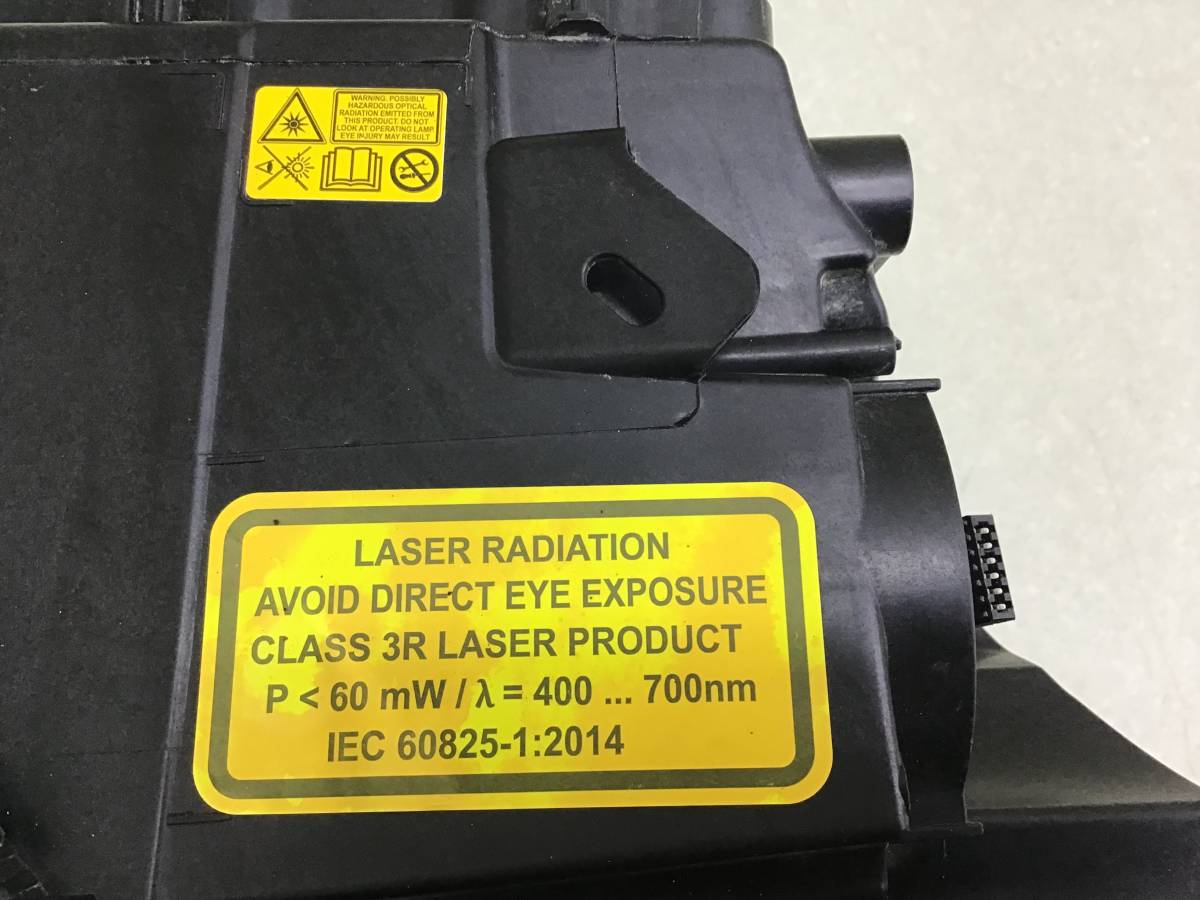 WARNING. POSSIBLY
HAZARDOUS OPTICAL
RADIATION EMITTED FROM
THIS PRODUCT. DO NOT
LOOK AT OPERATING LAMP.
EYE INJURY MAY RESULT
LASER RADIATION
AVOID DIRECT EYE EXPOSURE
CLASS 3R LASER PRODUCT
P < 60 mW / λ = 400 ... 700nm
IEC 60825-1:2014